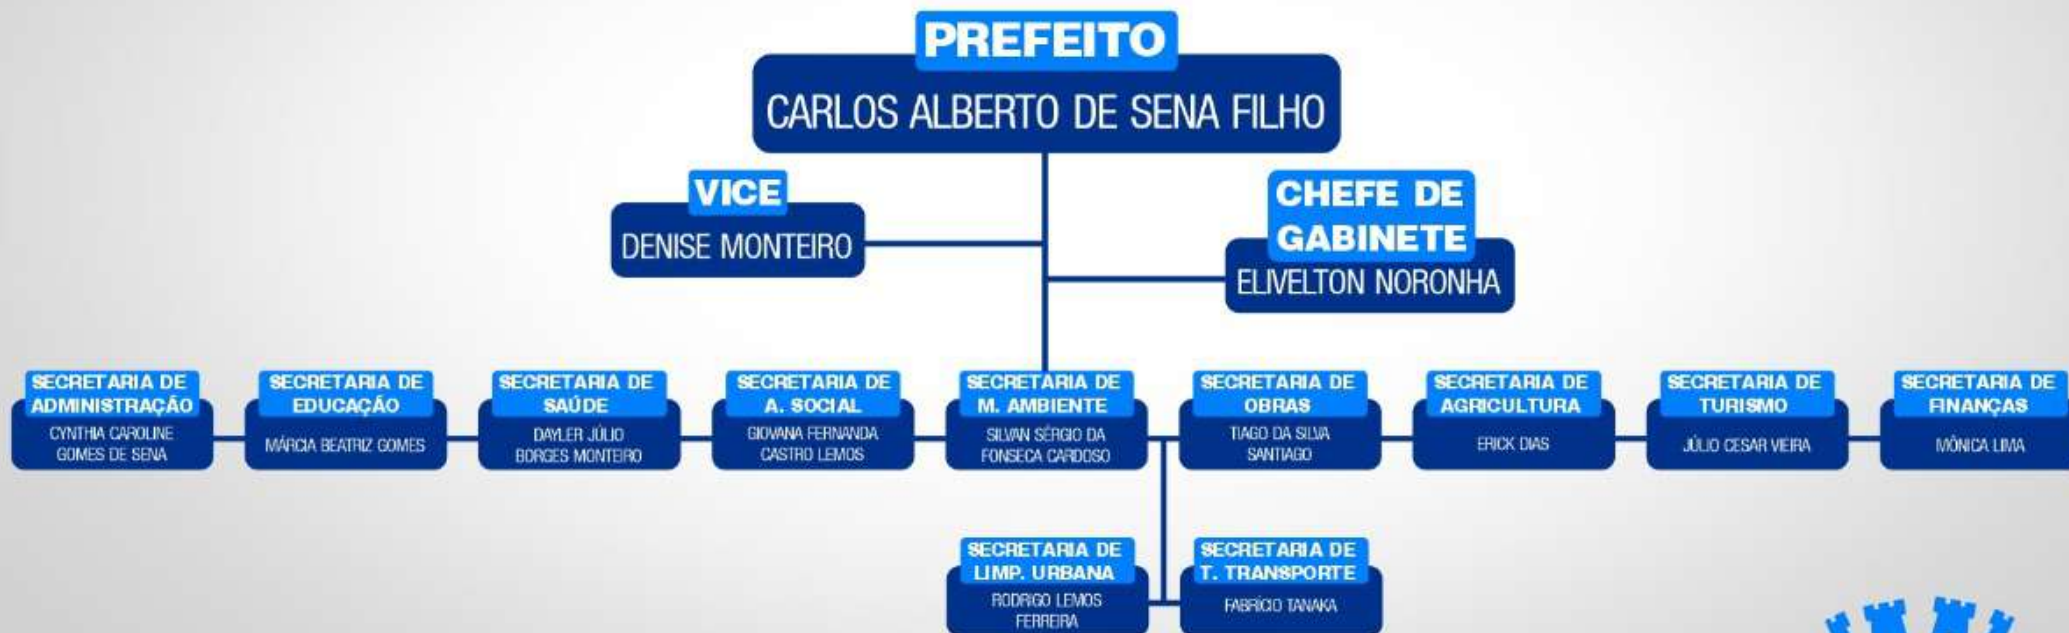 PREFEITO
CARLOS ALBERTO DE SENA FILHO
VICE
DENISE MONTEIRO
CHEFE DE
GABINETE
ELIVELTON NORONHA
SECRETARIA DE
ADMINISTRAÇÃO
CYNTHIA CAROLINE
GOMES DE SENA
SECRETARIA DE
EDUCAÇÃO
MÁRCIA BEATRIZ GOMES
SECRETARIA DE
SAÚDE
DAYLER JÚLIO
BORGES MONTEIRO
SECRETARIA DE
A. SOCIAL
GIOVANA FERNANDA
CASTRO LEMOS
SECRETARIA DE
M. AMBIENTE
SILVAN SÉRGIO DA
FONSECA CARDOSO
SECRETARIA DE
OBRAS
TIAGO DA SILVA
SANTIAGO
SECRETARIA DE
AGRICULTURA
ERICK DIAS
SECRETARIA DE
TURISMO
JÚLIO CESAR VIEIRA
SECRETARIA DE
FINANÇAS
MÔNICA LIMA
SECRETARIA DE
LIMP. URBANA
RODRIGO LEMOS
FERREIRA
SECRETARIA DE
T. TRANSPORTE
FABRÍCIO TANAKA